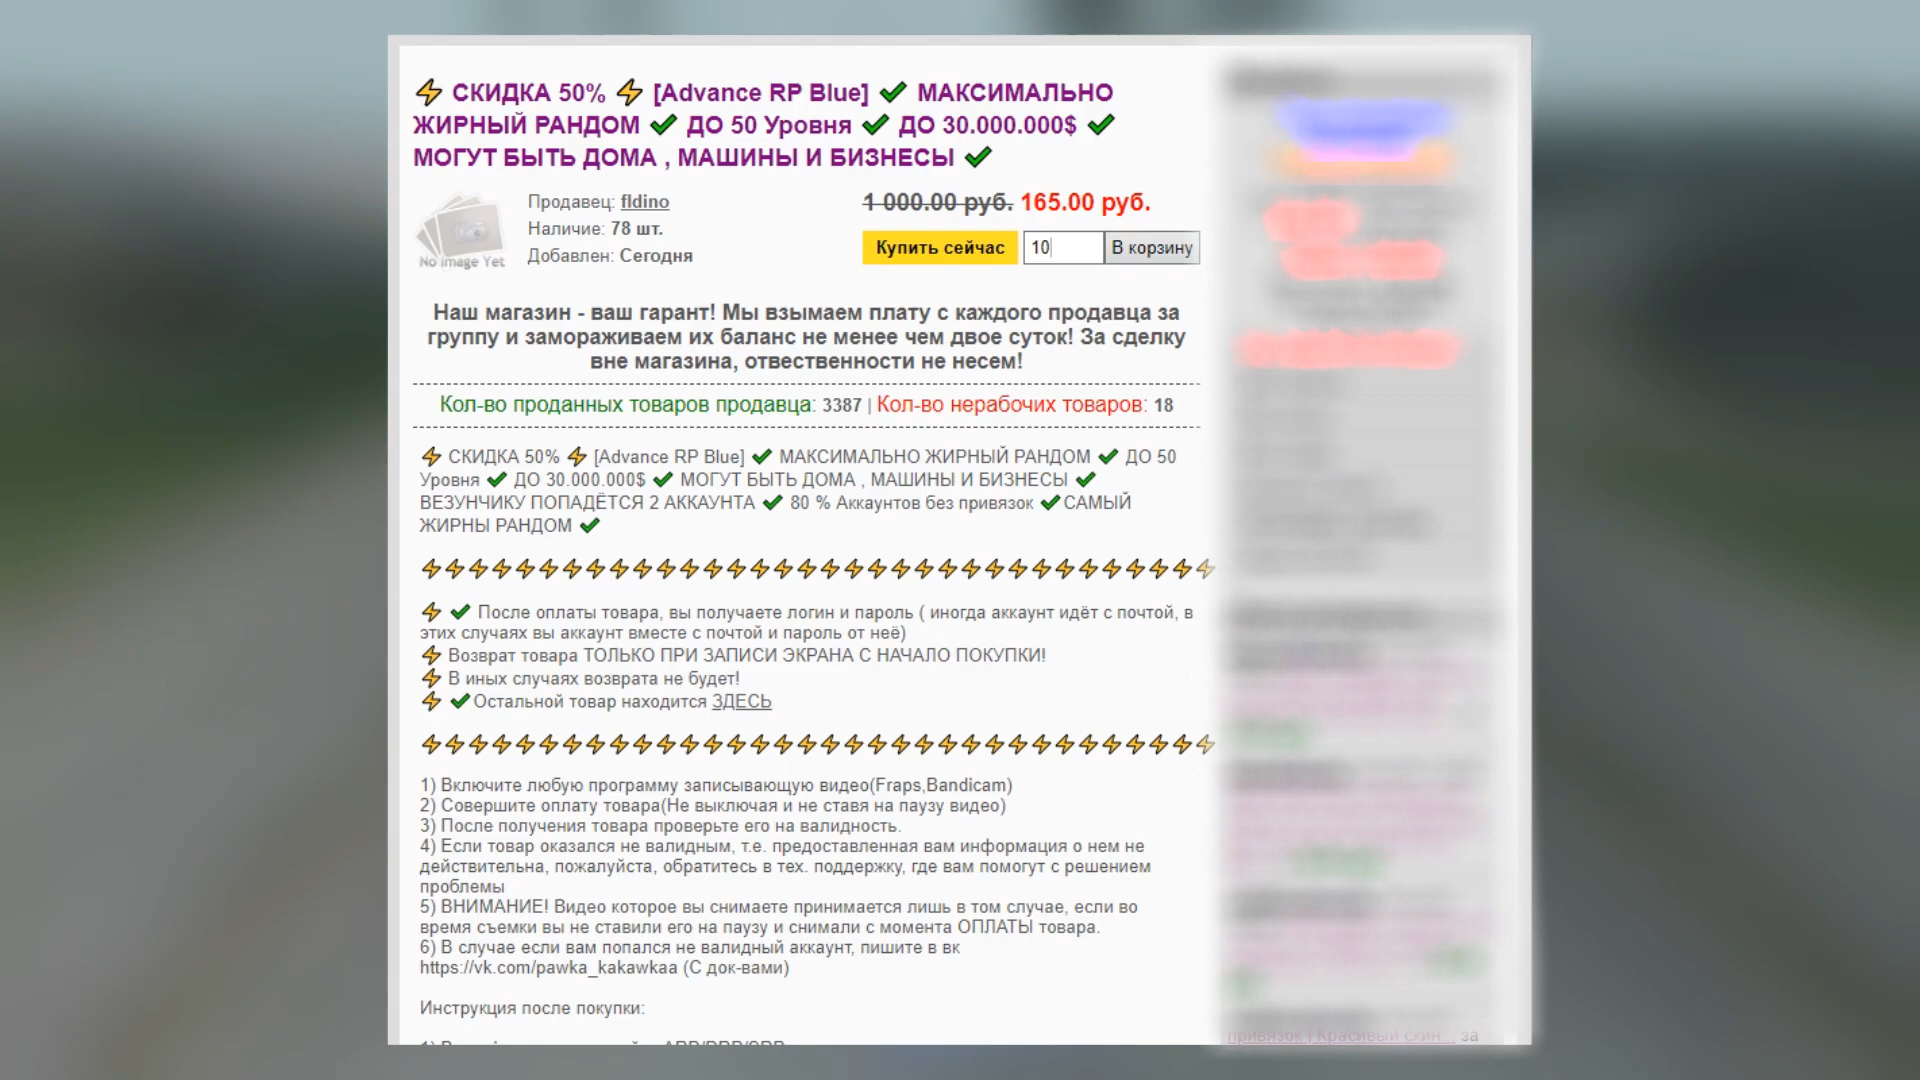 ⚡ СКИДКА 50% ⚡ [Advance RP Blue] ✔ МАКСИМАЛЬНО
ЖИРНЫЙ РАНДОМ ✔ ДО 50 Уровня ✔ ДО 30.000.000$ ✔
МОГУТ БЫТЬ ДОМА , МАШИНЫ И БИЗНЕСЫ ✔
No Image Yet
Продавец: fldino
Наличие: 78 шт.
Добавлен: Сегодня
1 000.00 руб. 165.00 руб.
Купить сейчас 10 В корзину
Наш магазин - ваш гарант! Мы взымаем плату с каждого продавца за
группу и замораживаем их баланс не менее чем двое суток! За сделку
вне магазина, отвественности не несем!
Кол-во проданных товаров продавца: 3387 | Кол-во нерабочих товаров: 18
⚡ СКИДКА 50% ⚡ [Advance RP Blue] ✔ МАКСИМАЛЬНО ЖИРНЫЙ РАНДОМ ✔ ДО 50
Уровня ✔ ДО 30.000.000$ ✔ МОГУТ БЫТЬ ДОМА , МАШИНЫ И БИЗНЕСЫ ✔
ВЕЗУНЧИКУ ПОПАДЁТСЯ 2 АККАУНТА ✔ 80 % Аккаунтов без привязок ✔САМЫЙ
ЖИРНЫ РАНДОМ ✔
⚡ ✔ После оплаты товара, вы получаете логин и пароль ( иногда аккаунт идёт с почтой, в
этих случаях вы аккаунт вместе с почтой и пароль от неё)
⚡ Возврат товара ТОЛЬКО ПРИ ЗАПИСИ ЭКРАНА С НАЧАЛО ПОКУПКИ!
⚡ В иных случаях возврата не будет!
⚡ ✔Остальной товар находится ЗДЕСЬ
1) Включите любую программу записывающую видео(Fraps,Bandicam)
2) Совершите оплату товара(Не выключая и не ставя на паузу видео)
3) После получения товара проверьте его на валидность.
4) Если товар оказался не валидным, т.е. предоставленная вам информация о нем не
действительна, пожалуйста, обратитесь в тех. поддержку, где вам помогут с решением
проблемы
5) ВНИМАНИЕ! Видео которое вы снимаете принимается лишь в том случае, если во
время съемки вы не ставили его на паузу и снимали с момента ОПЛАТЫ товара.
6) В случае если вам попался не валидный аккаунт, пишите в вк
https://vk.com/pawka_kakawkaa (С док-вами)
Инструкция после покупки:
привязок | Красивый скин... за